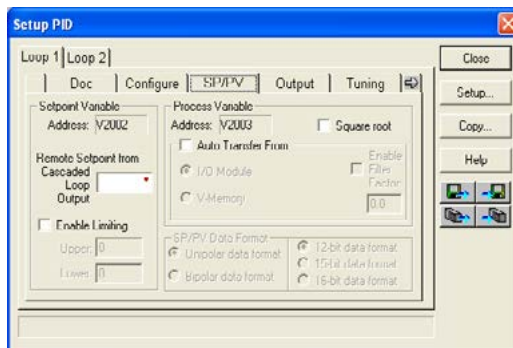 Setup PID
Loop 1 Loop 2
Doc Configure SP/PV Output Tuning
Close
Setup...
Copy...
Help
Setpoint Variable
Address: V2002
Remote Setpoint from
Cascaded
Loop
Output
Enable Limiting
Upper: 0
Lower: 0
Process Variable
Address: V2003
Square root
Auto Transfer From
I/O Module
V-Memory
Enable
Filter
Factor
0.0
SP/PV Data Format
Unipolar data format
Bipolar data format
12-bit data format
15-bit data format
16-bit data format